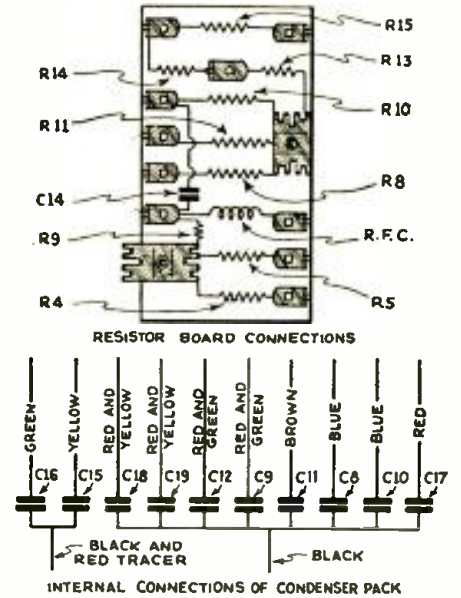 R15
R14
R13
R10
R11
C14
R8
R9
R.F.C.
R4
R5
RESISTOR BOARD CONNECTIONS
GREEN
YELLOW
RED AND YELLOW
RED AND YELLOW
RED AND GREEN
RED AND GREEN
BROWN
BLUE
BLUE
RED
C16 C15 C18 C19 C12 C9 C11 C8 C10 C17
BLACK AND RED TRACER
BLACK
INTERNAL CONNECTIONS OF CONDENSER PACK